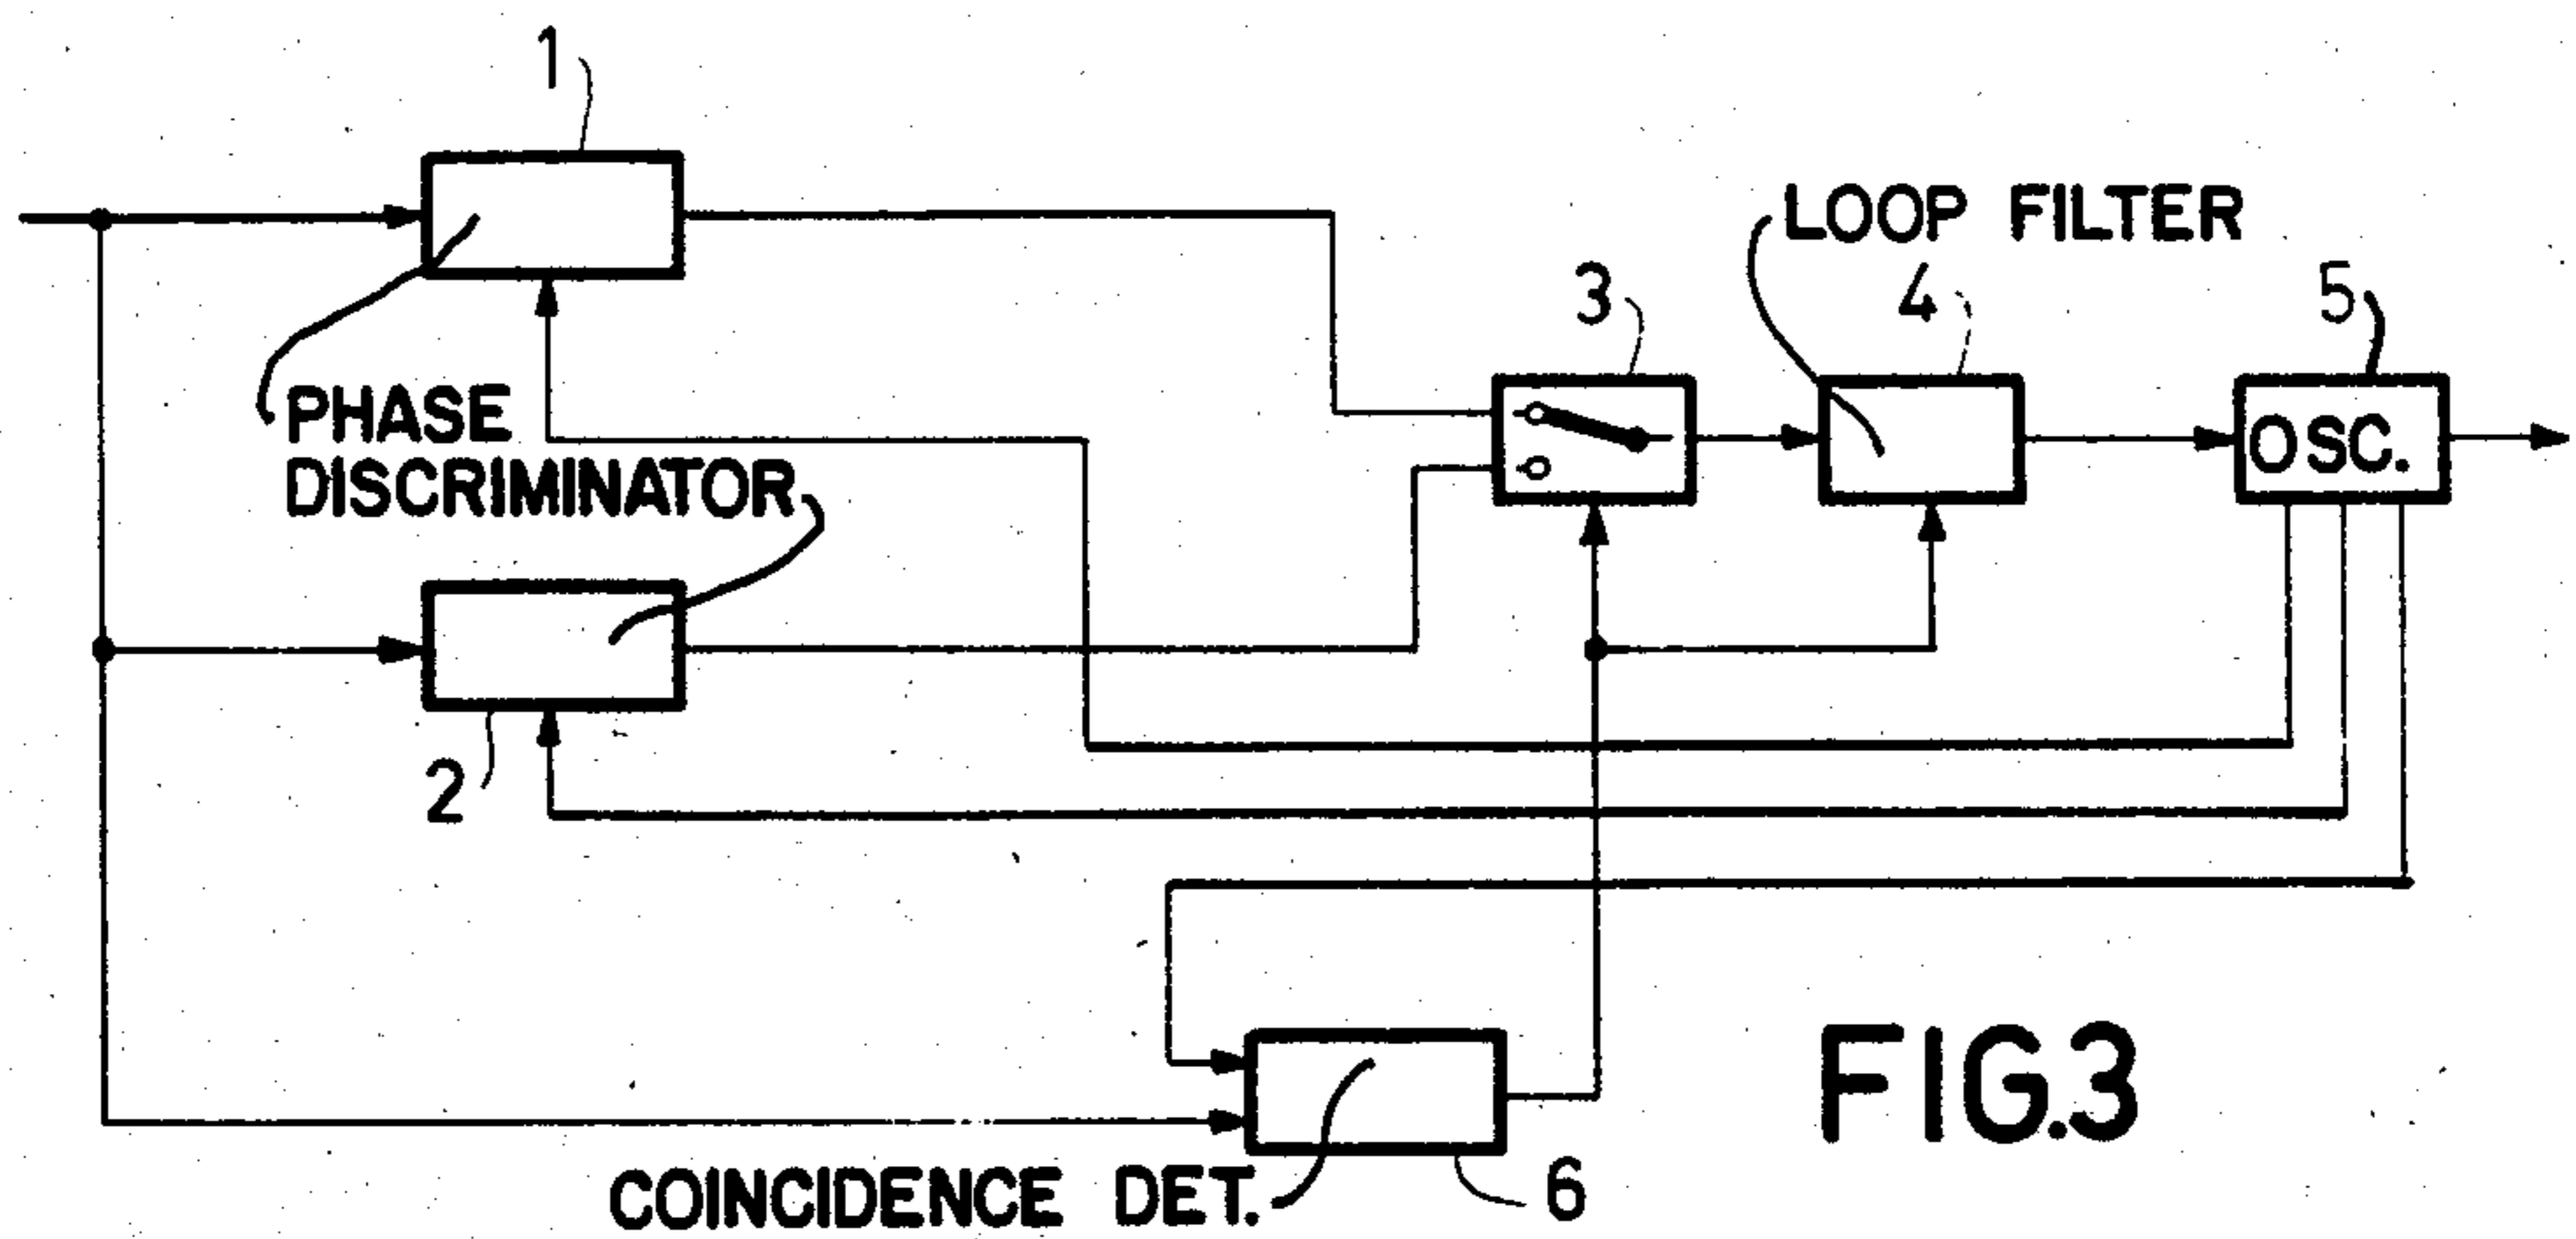 1
LOOP FILTER
3
4
5
PHASE
DISCRIMINATOR
OSC.
2
FIG.3
COINCIDENCE DET.
6